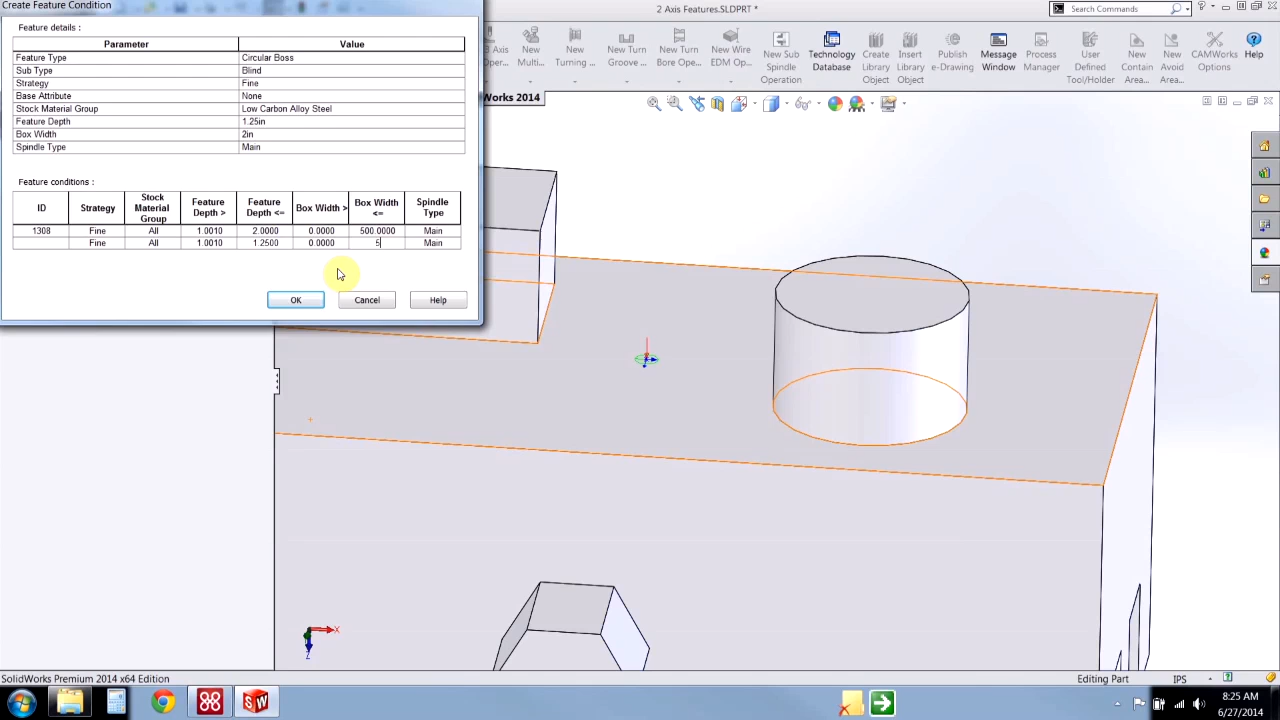 Create Feature Condition
2 Axis Features.SLDPRT *
Search Commands
Feature details :
Parameter Value
Feature Type Circular Boss
Sub Type Blind
Strategy Fine
Base Attribute None
Stock Material Group Low Carbon Alloy Steel
Feature Depth 1.25in
Box Width 2in
Spindle Type Main
Axis
Oper...
New
Multi...
New
Turning ...
New Turn
Groove ...
New Turn
Bore Ope...
New Wire
EDM Op...
New Sub
Spindle
Operation
Technology
Database
Create
Library
Object
Insert
Library
Object
Publish
e-Drawing
Message
Window
Process
Manager
User
Defined
Tool/Holder
New
Contain
Area...
New
Avoid
Area...
CAMWorks
Options
Help
Works 2014
Feature conditions :
ID Strategy Stock Material Group Feature Depth > Feature Depth <= Box Width > Box Width <= Spindle Type
1308 Fine All 1.0010 2.0000 0.0000 500.0000 Main
Fine All 1.0010 1.2500 0.0000 5 Main
OK Cancel Help
X
Z
SolidWorks Premium 2014 x64 Edition
Editing Part
IPS
8:25 AM
6/27/2014